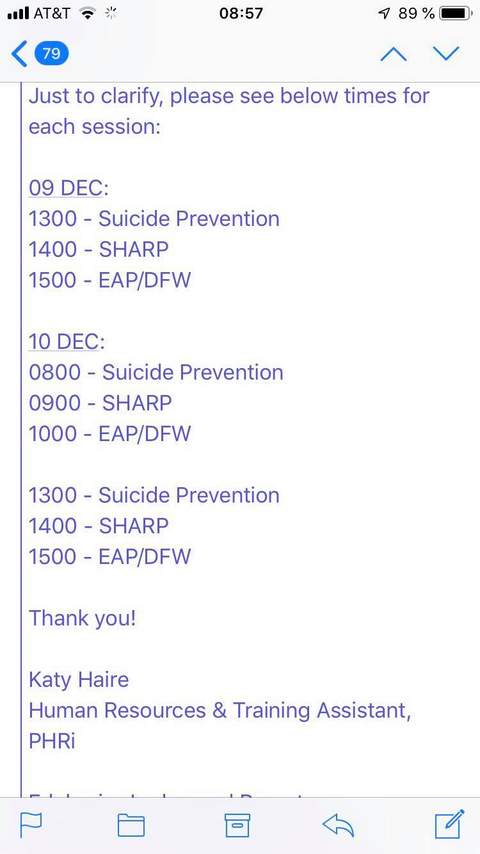 AT&T 08:57 89 %
79
Just to clarify, please see below times for
each session:
09 DEC:
1300 - Suicide Prevention
1400 - SHARP
1500 - EAP/DFW
10 DEC:
0800 - Suicide Prevention
0900 - SHARP
1000 - EAP/DFW
1300 - Suicide Prevention
1400 - SHARP
1500 - EAP/DFW
Thank you!
Katy Haire
Human Resources & Training Assistant,
PHRi